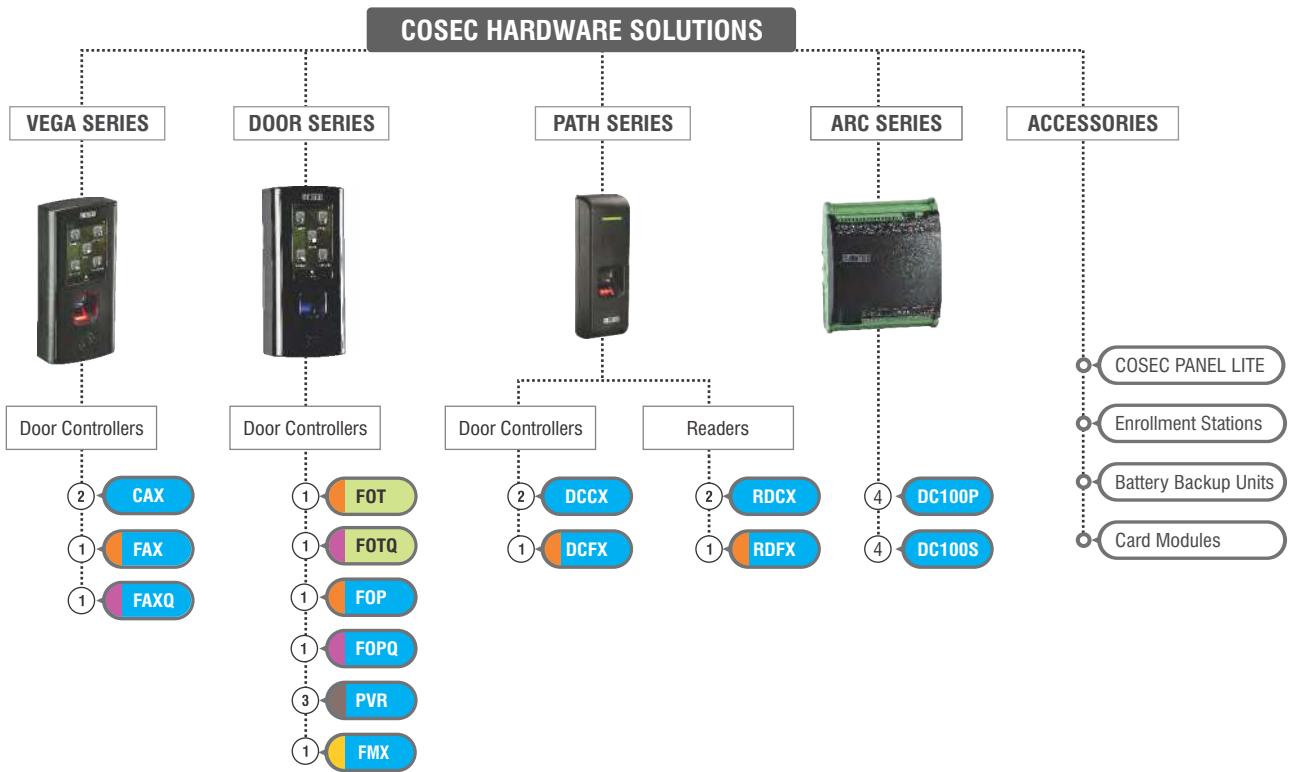 COSEC HARDWARE SOLUTIONS
VEGA SERIES
DOOR SERIES
PATH SERIES
ARC SERIES
ACCESSORIES
Door Controllers
2 CAX
1 FAX
1 FAXQ
Door Controllers
1 FOT
1 FOTQ
1 FOP
1 FOPQ
3 PVR
1 FMX
Door Controllers
2 DCCX
1 DCFX
Readers
2 RDCX
1 RDFX
4 DC100P
4 DC100S
COSEC PANEL LITE
Enrollment Stations
Battery Backup Units
Card Modules